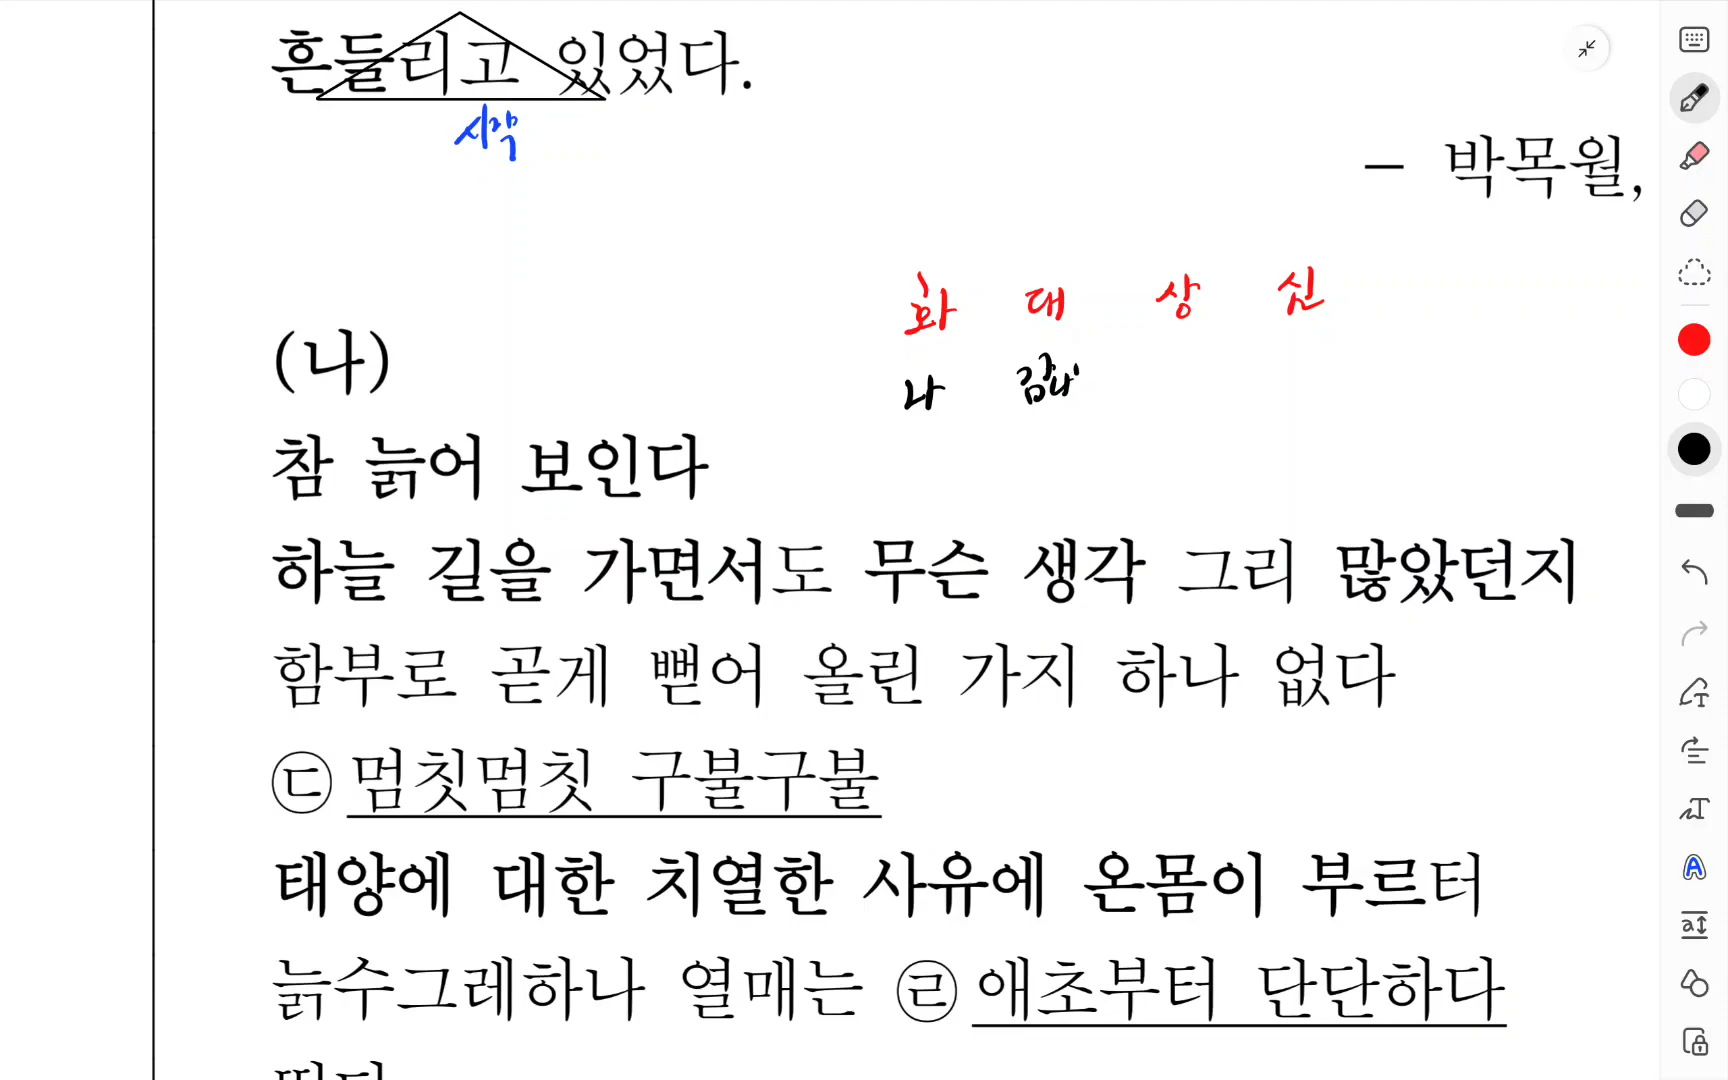 흔들리고 있었다.
시작
– 박목월,
화 대 상 신
(나)
나 감나
참 늙어 보인다
하늘 길을 가면서도 무슨 생각 그리 많았던지
함부로 곧게 뻗어 올린 가지 하나 없다
㉢ 멈칫멈칫 구불구불
태양에 대한 치열한 사유에 온몸이 부르터
늙수그레하나 열매는 ㉣ 애초부터 단단하다